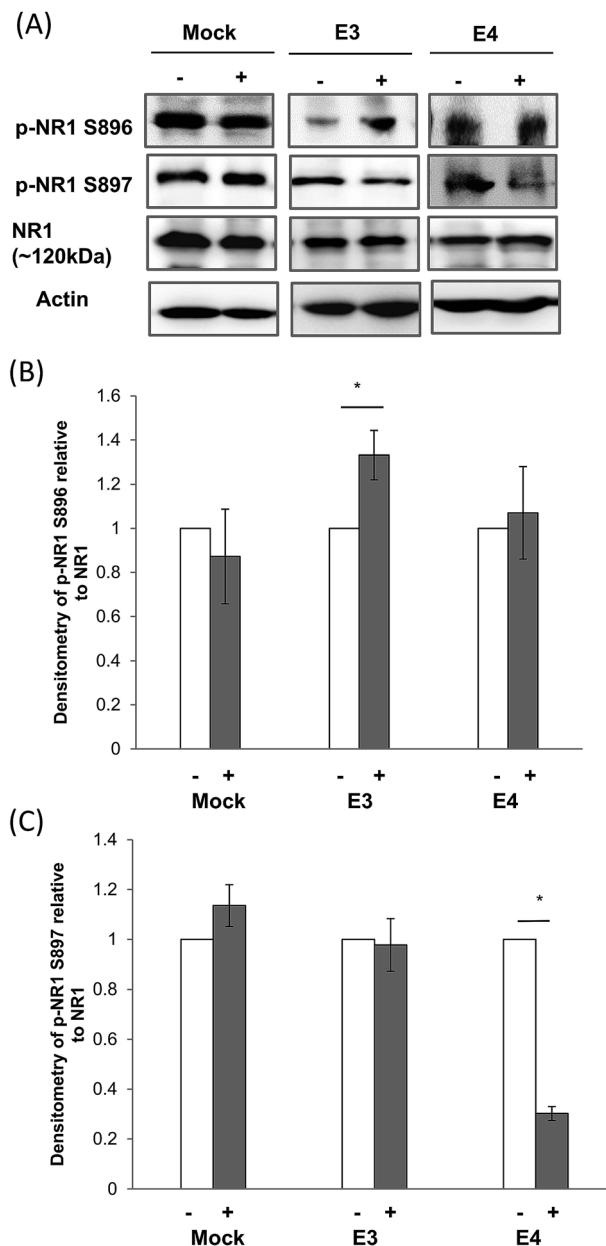 (A)
Mock E3 E4
- + - + - +
p-NR1 S896
p-NR1 S897
NR1
(~120kDa)
Actin
(B)
Densitometry of p-NR1 S896 relative
to NR1
1.6
1.4
1.2
1
0.8
0.6
0.4
0.2
0
*
- + - + - +
Mock E3 E4
(C)
Densitometry of p-NR1 S897 relative
to NR1
1.4
1.2
1
0.8
0.6
0.4
0.2
0
*
- + - + - +
Mock E3 E4